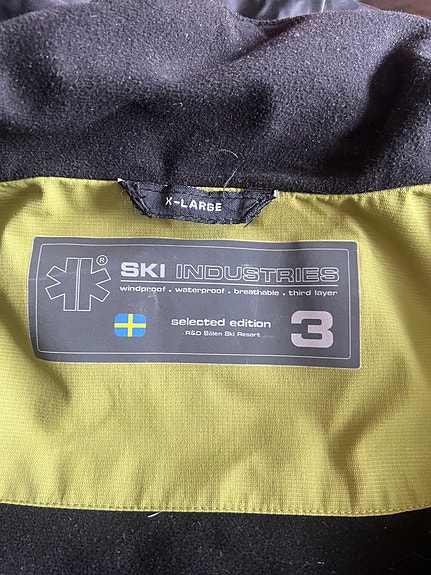 X-LARGE
® SKI INDUSTRIES
windproof . waterproof . breathable . third layer
selected edition 3
R&D Sälen Ski Resort